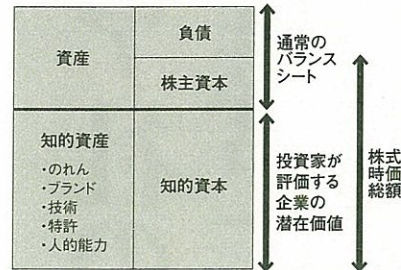 資産
負債
株主資本
通常の
バランス
シート
知的資産
・のれん
・ブランド
・技術
・特許
・人的能力
知的資本
投資家が
評価する
企業の
潜在価値
株式
時価
総額